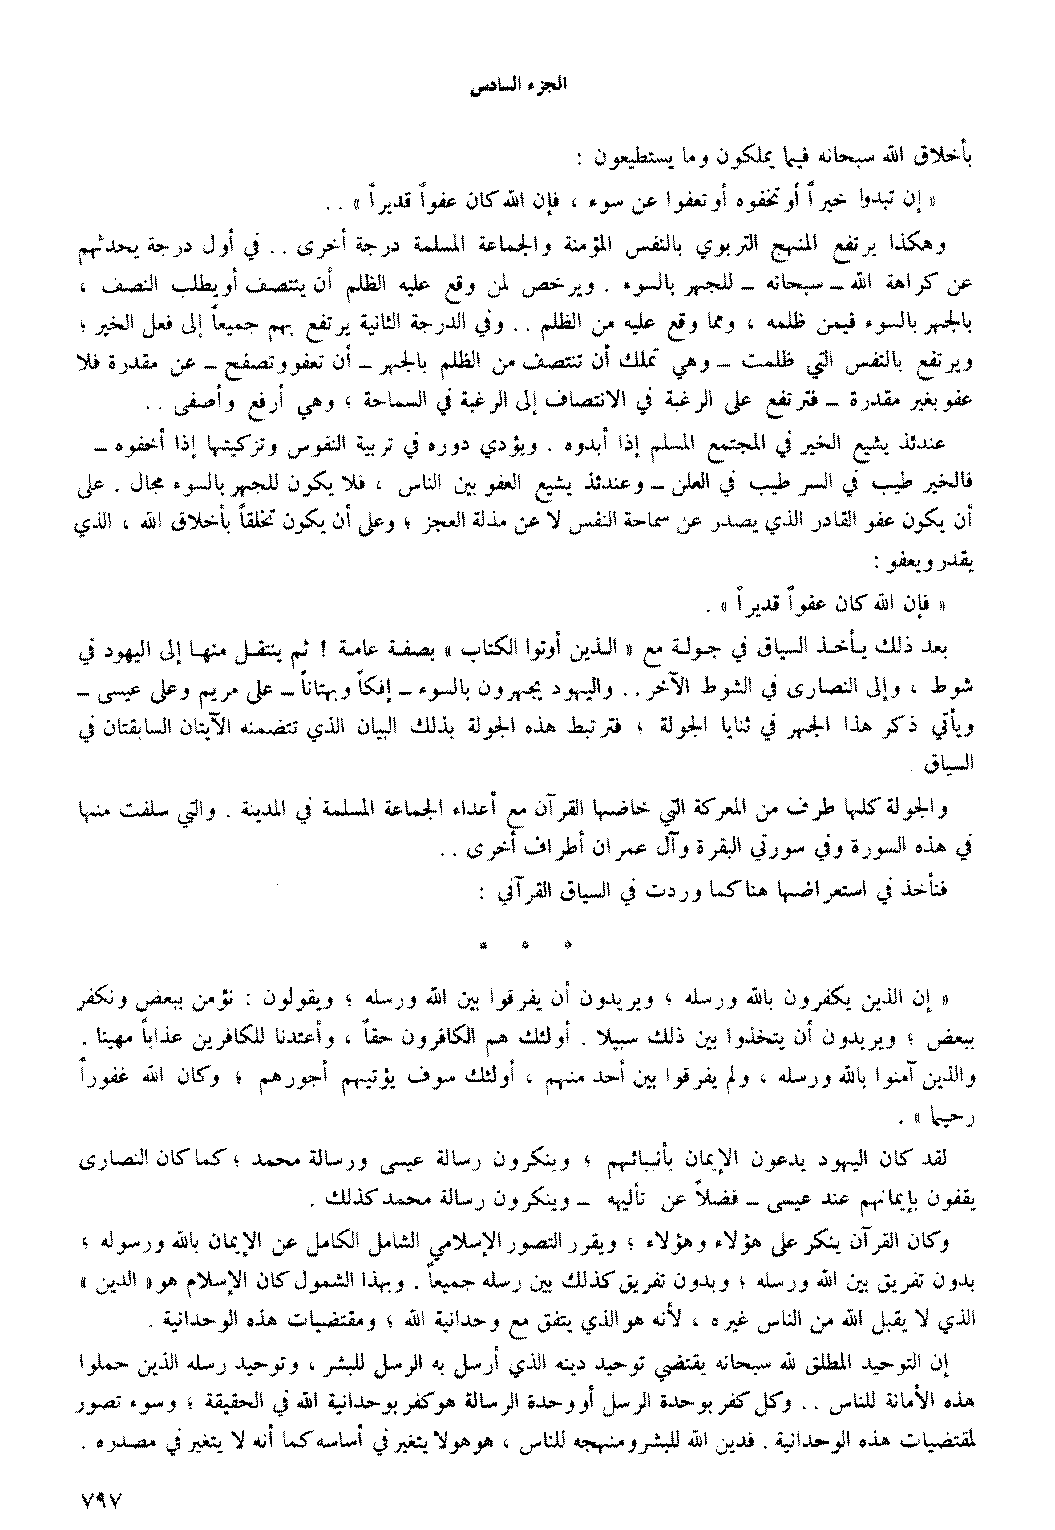 الجزء السادس
بأخلاق الله سبحانه فيما يملكون وما يستطيعون :
« إن تبدوا خيراً أو تخفوه أو تعفوا عن سوء ، فإن الله كان عفواً قديراً » ..
وهكذا يرتفع المنهج التربوي بالنفس المؤمنة والجماعة المسلمة درجة أخرى .. في أول درجة يحدثهم
عن كراهة الله – سبحانه – للجهر بالسوء . ويرخص لمن وقع عليه الظلم أن ينتصف أو يطلب النصف ،
بالجهر بالسوء فيمن ظلمه ، ومما وقع عليه من الظلم .. وفي الدرجة الثانية يرتفع بهم جميعاً إلى فعل الخير ؛
ويرتفع بالنفس التي ظلمت – وهي تملك أن تنتصف من الظلم بالجهر – أن تعفو وتصفح – عن مقدرة فلا
عفو بغير مقدرة – فترتفع على الرغبة في الانتصاف إلى الرغبة في السماحة ؛ وهي أرفع وأصفى ..
عندئذ يشيع الخير في المجتمع المسلم إذا أبدوه . ويؤدي دوره في تربية النفوس وتزكيتها إذا أخفوه –
فالخير طيب في السر طيب في العلن – وعندئذ يشيع العفو بين الناس ، فلا يكون للجهر بالسوء مجال . على
أن يكون عفو القادر الذي يصدر عن سماحة النفس لا عن مذلة العجز ؛ وعلى أن يكون تخلقاً بأخلاق الله ، الذي
يقدر ويعفو :
« فإن الله كان عفواً قديراً » .
بعد ذلك يأخذ السياق في جولة مع « الذين أوتوا الكتاب » بصفة عامة ! ثم ينتقل منها إلى اليهود في
شوط ، وإلى النصارى في الشوط الآخر .. واليهود يجهرون بالسوء – إفكاً وبهتاناً – على مريم وعلى عيسى –
ويأتي ذكر هذا الجهر في ثنايا الجولة ؛ فترتبط هذه الجولة بذلك البيان الذي تتضمنه الآيتان السابقتان في
السياق .
والجولة كلها طرف من المعركة التي خاضها القرآن مع أعداء الجماعة المسلمة في المدينة . والتي سلفت منها
في هذه السورة وفي سورتي البقرة وآل عمران أطراف أخرى ..
فنأخذ في استعراضها هنا كما وردت في السياق القرآني :
* * *
« إن الذين يكفرون بالله ورسله ؛ ويريدون أن يفرقوا بين الله ورسله ؛ ويقولون : نؤمن ببعض ونكفر
ببعض ؛ ويريدون أن يتخذوا بين ذلك سبيلا . أولئك هم الكافرون حقاً ، وأعتدنا للكافرين عذاباً مهينا .
والذين آمنوا بالله ورسله ، ولم يفرقوا بين أحد منهم ، أولئك سوف يؤتيهم أجورهم ؛ وكان الله غفوراً
رحيما » .
لقد كان اليهود يدعون الإيمان بأنبيائهم ؛ وينكرون رسالة عيسى ورسالة محمد ؛ كما كان النصارى
يقفون بإيمانهم عند عيسى – فضلاً عن تأليهه – وينكرون رسالة محمد كذلك .
وكان القرآن ينكر على هؤلاء وهؤلاء ؛ ويقرر التصور الإسلامي الشامل الكامل عن الإيمان بالله ورسوله ؛
بدون تفريق بين الله ورسله ؛ وبدون تفريق كذلك بين رسله جميعاً . وبهذا الشمول كان الإسلام هو « الدين »
الذي لا يقبل الله من الناس غيره ، لأنه هو الذي يتفق مع وحدانية الله ؛ ومقتضيات هذه الوحدانية .
إن التوحيد المطلق لله سبحانه يقتضي توحيد دينه الذي أرسل به الرسل للبشر ، وتوحيد رسله الذين حملوا
هذه الأمانة للناس .. وكل كفر بوحدة الرسل أو وحدة الرسالة هو كفر بوحدانية الله في الحقيقة ؛ وسوء تصور
لمقتضيات هذه الوحدانية . فدين الله للبشر ومنهجه للناس ، هو هو لا يتغير في أساسه كما أنه لا يتغير في مصدره .
٧٩٧